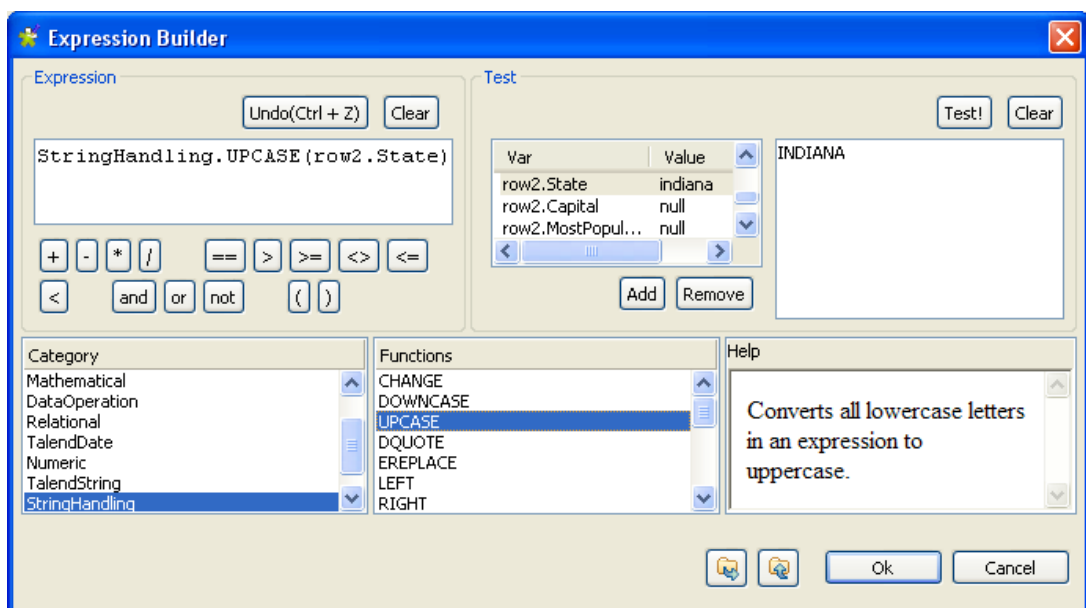 Expression Builder
Expression
Test
Undo(Ctrl + Z) Clear
Test! Clear
StringHandling.UPCASE(row2.State)
Var Value
row2.State indiana
row2.Capital null
row2.MostPopul... null
INDIANA
+ - * / == > >= <> <=
< and or not ( )
Add Remove
Category
Mathematical
DataOperation
Relational
TalendDate
Numeric
TalendString
StringHandling
Functions
CHANGE
DOWNCASE
UPCASE
DQUOTE
EREPLACE
LEFT
RIGHT
Help
Converts all lowercase letters
in an expression to
uppercase.
Ok Cancel